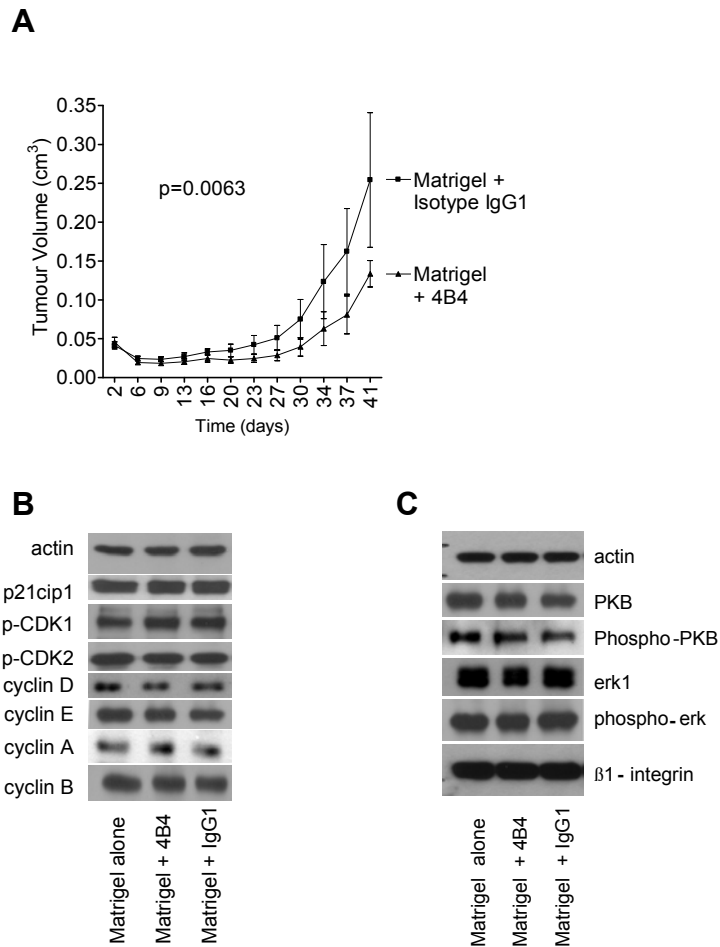 A
0.35
0.30
0.25
0.20
0.15
0.10
0.05
0.00
Tumour Volume (cm3)
p=0.0063
Matrigel +
Isotype IgG1
Matrigel
+ 4B4
2
6
9
13
16
20
23
27
30
34
37
41
Time (days)
B
actin
p21cip1
p-CDK1
p-CDK2
cyclin D
cyclin E
cyclin A
cyclin B
Matrigel alone
Matrigel + 4B4
Matrigel + IgG1
C
actin
PKB
Phospho-PKB
erk1
phospho-erk
ß1-integrin
Matrigel alone
Matrigel + 4B4
Matrigel + IgG1